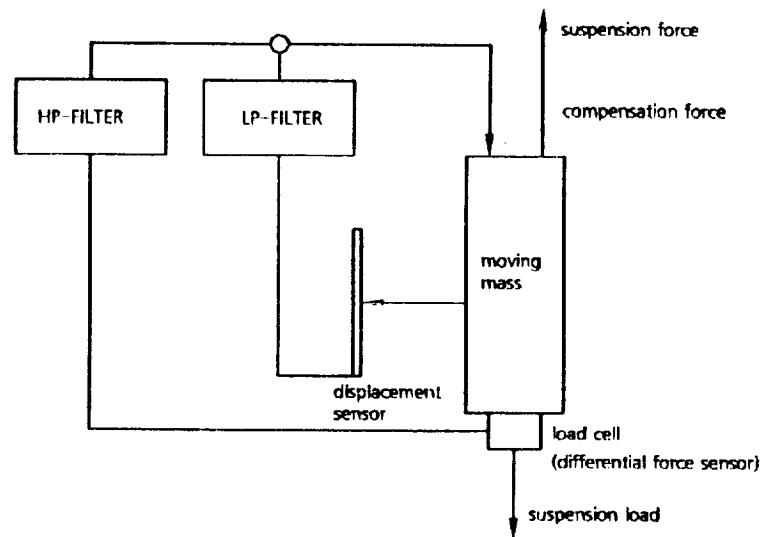 suspension force
HP-FILTER
LP-FILTER
compensation force
moving
mass
displacement
sensor
load cell
(differential force sensor)
suspension load